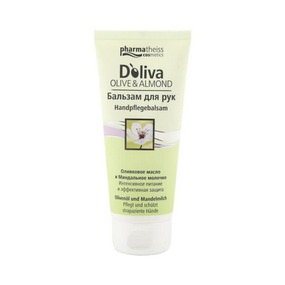 pharmatheiss
cosmetics
D'oliva
OLIVE & ALMOND
Бальзам для рук
Handpflegebalsam
Оливковое масло
и Миндальное молочко
Интенсивное питание
и эффективная защита
Olivenöl und Mandelmilch
Pflegt und schützt
strapazierte Hände